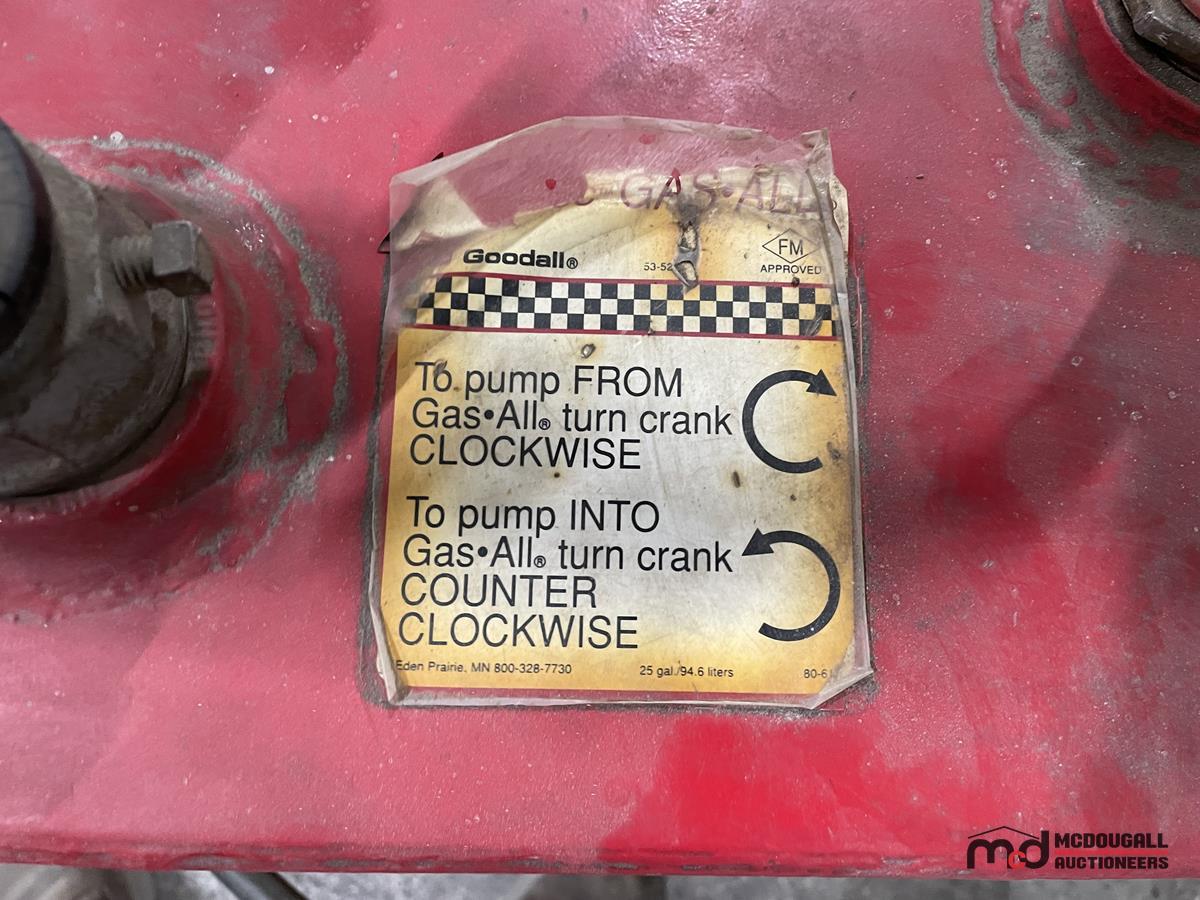 GAS•ALL
Goodall®
FM
APPROVED
To pump FROM
Gas•All® turn crank
CLOCKWISE
To pump INTO
Gas•All® turn crank
COUNTER
CLOCKWISE
Eden Prairie, MN 800-328-7730 25 gal./94.6 liters
md MCDOUGALL
AUCTIONEERS